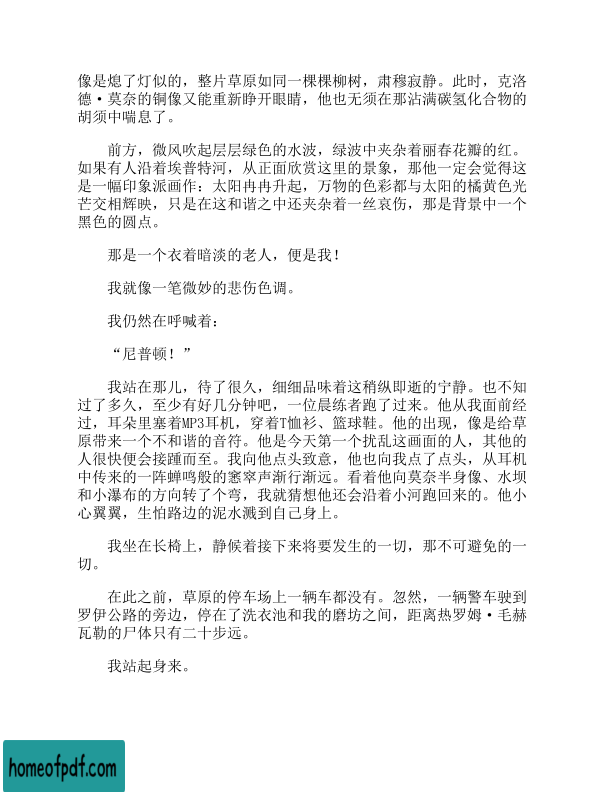 像是熄了灯似的，整片草原如同一棵棵柳树，肃穆寂静。此时，克洛
德·莫奈的铜像又能重新睁开眼睛，他也无须在那沾满碳氢化合物的
胡须中喘息了。
前方，微风吹起层层绿色的水波，绿波中夹杂着丽春花瓣的红。
如果有人沿着埃普特河，从正面欣赏这里的景象，那他一定会觉得这
是一幅印象派画作：太阳冉冉升起，万物的色彩都与太阳的橘黄色光
芒交相辉映，只是在这和谐之中还夹杂着一丝哀伤，那是背景中一个
黑色的圆点。
那是一个衣着暗淡的老人，便是我！
我就像一笔微妙的悲伤色调。
我仍然在呼喊着：
“尼普顿！”
我站在那儿，待了很久，细细品味着这稍纵即逝的宁静。也不知
过了多久，至少有好几分钟吧，一位晨练者跑了过来。他从我面前经
过，耳朵里塞着MP3耳机，穿着T恤衫、篮球鞋。他的出现，像是给草
原带来一个不和谐的音符。他是今天第一个扰乱这画面的人，其他的
人很快便会接踵而至。我向他点头致意，他也向我点了点头，从耳机
中传来的一阵蝉鸣般的窸窣声渐行渐远。看着他向莫奈半身像、水坝
和小瀑布的方向转了个弯，我就猜想他还会沿着小河跑回来的。他小
心翼翼，生怕路边的泥水溅到自己身上。
我坐在长椅上，静候着接下来将要发生的一切，那不可避免的一
切。
在此之前，草原的停车场上一辆车都没有。忽然，一辆警车驶到
罗伊公路的旁边，停在了洗衣池和我的磨坊之间，距离热罗姆·毛赫
瓦勒的尸体只有二十步远。
我站起身来。
homeofpdf.com